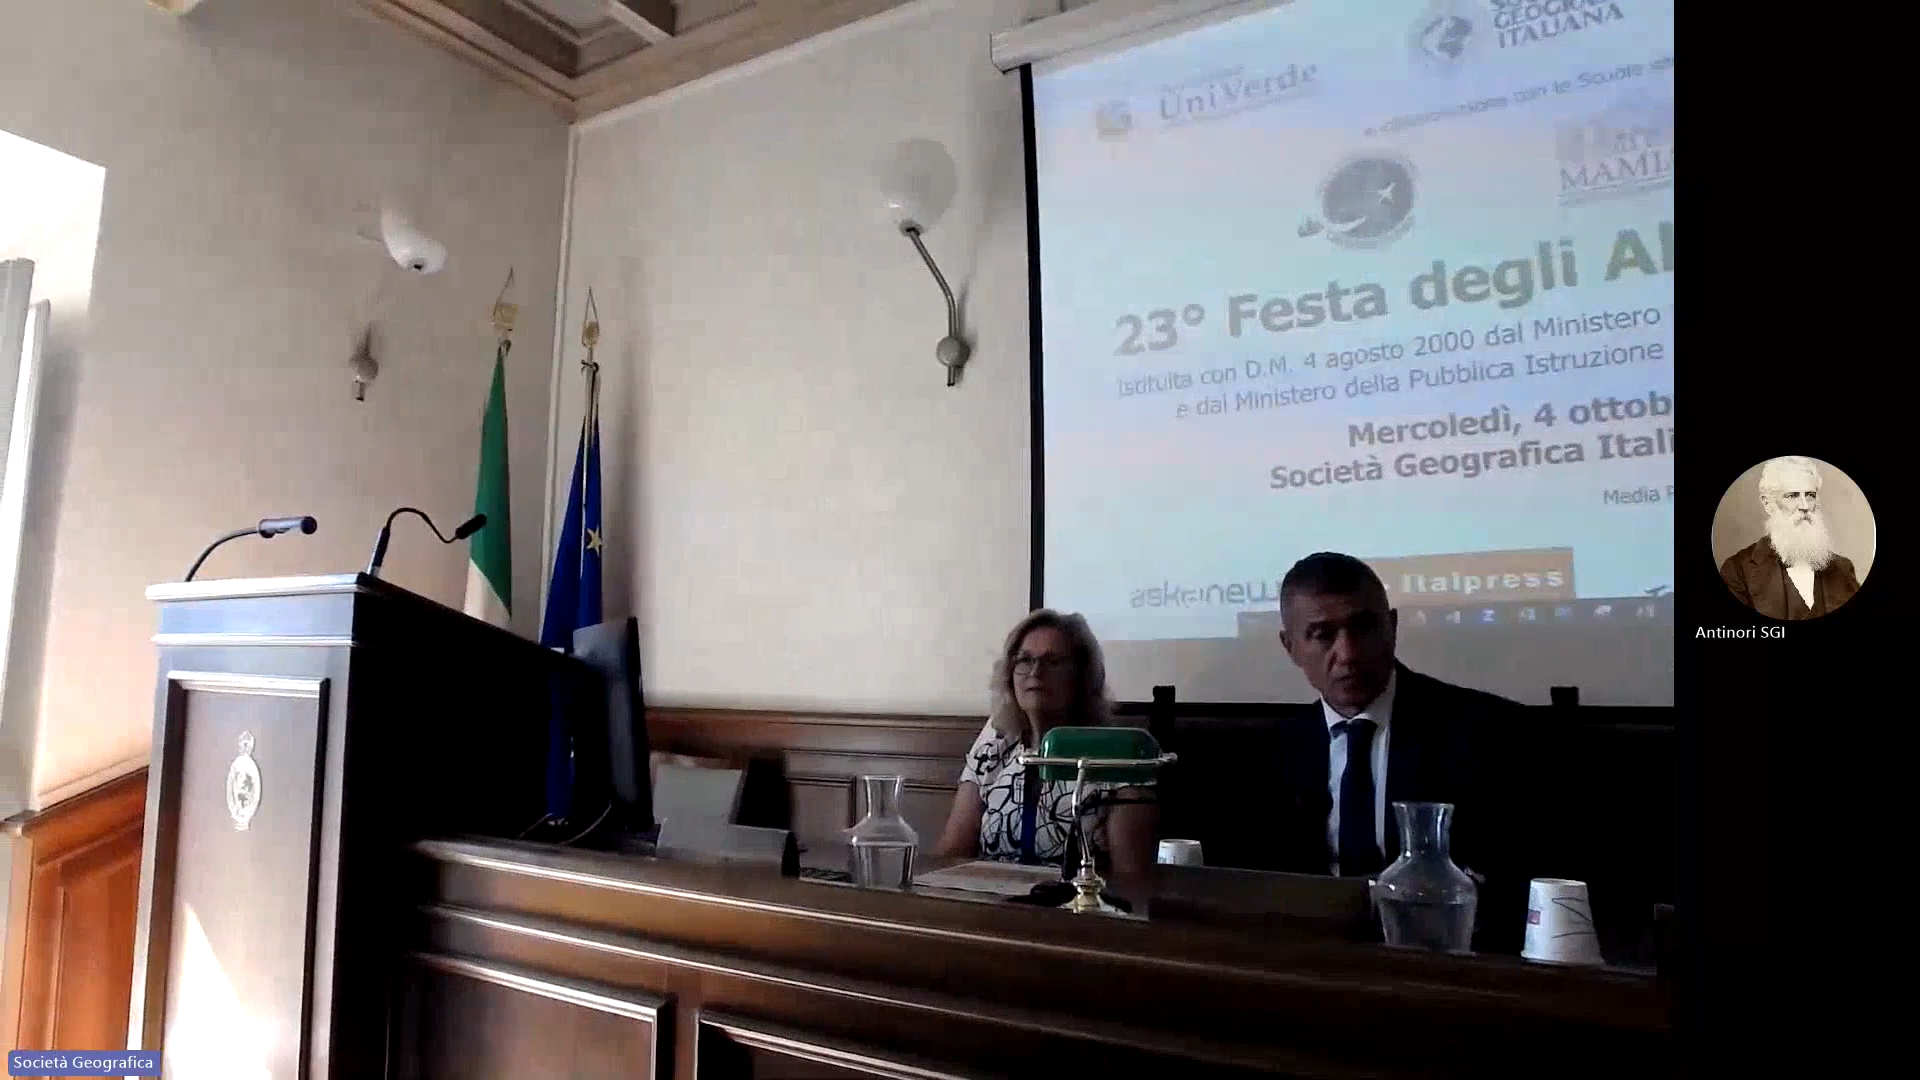 SOCIETÀ
GEOGRAFICA
ITALIANA
UniVerde
in collaborazione con le Scuole
MAMI
23° Festa degli Al
Istituita con D.M. 4 agosto 2000 dal Ministero
e dal Ministero della Pubblica Istruzione
Mercoledì, 4 ottob
Società Geografica Itali
Media P
askanew
Italpress
Antinori SGI
Società Geografica